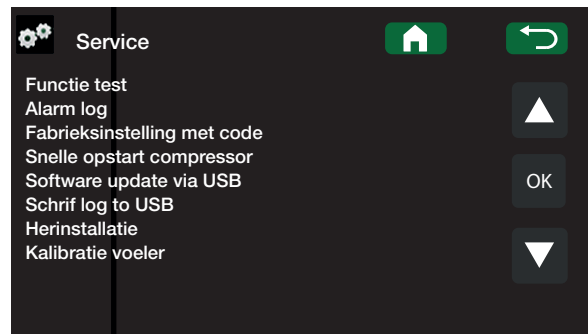 Service
Functie test
Alarm log
Fabrieksinstelling met code
Snelle opstart compressor
Software update via USB
OK
Schrif log to USB
Herinstallatie
Kalibratie voeler